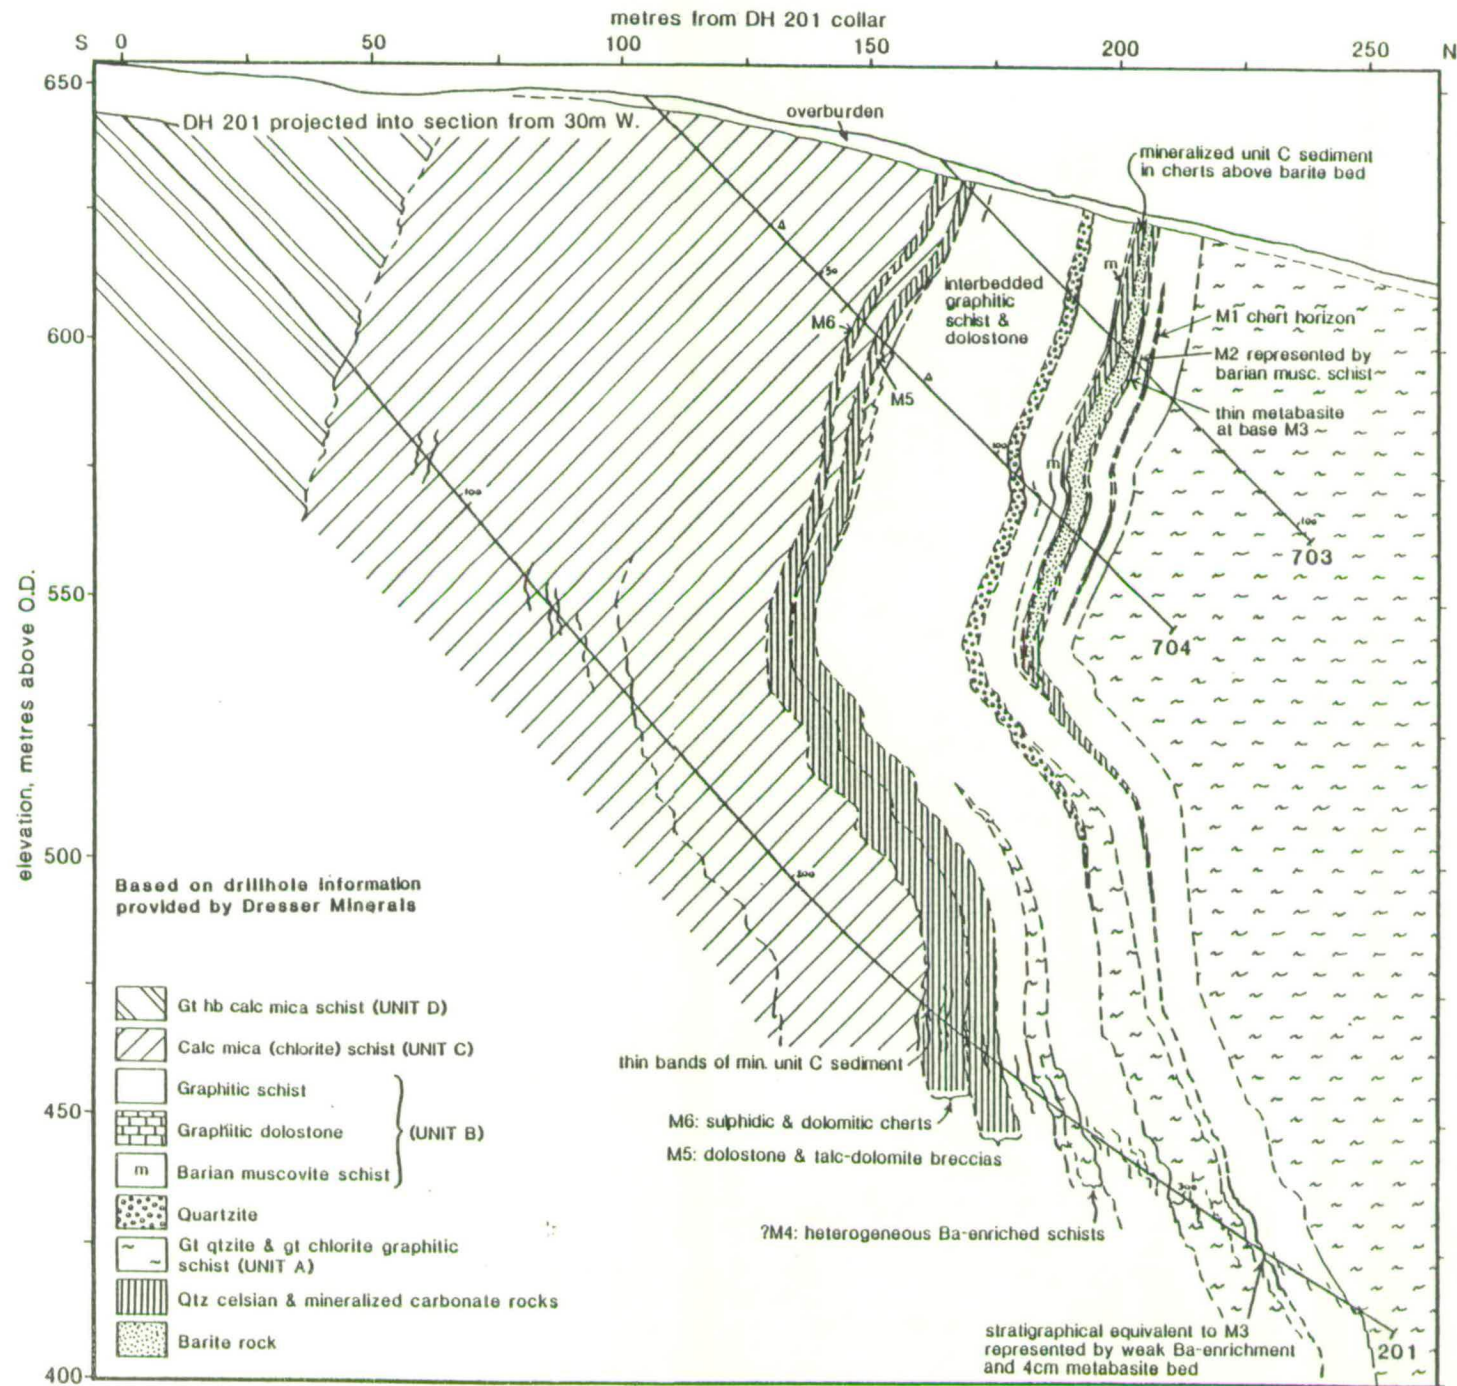 metres from DH 201 collar
S 0 50 100 150 200 250 N
650
600
550
500
450
400
elevation, metres above O.D.
DH 201 projected into section from 30m W.
overburden
mineralized unit C sediment
in cherts above barite bed
m
interbedded
graphitic
schist &
dolostone
M1 chert horizon
M6
M2 represented by
barian musc. schist
M5
thin metabasite
at base M3
m
50
100
100
100
703
704
200
300
201
Based on drillhole information
provided by Dresser Minerals
Gt hb calc mica schist (UNIT D)
Calc mica (chlorite) schist (UNIT C)
Graphitic schist
Graphitic dolostone
(UNIT B)
m Barian muscovite schist
Quartzite
Gt qtzite & gt chlorite graphitic
schist (UNIT A)
Qtz celsian & mineralized carbonate rocks
Barite rock
thin bands of min. unit C sediment
M6: sulphidic & dolomitic cherts
M5: dolostone & talc-dolomite breccias
?M4: heterogeneous Ba-enriched schists
stratigraphical equivalent to M3
represented by weak Ba-enrichment
and 4cm metabasite bed